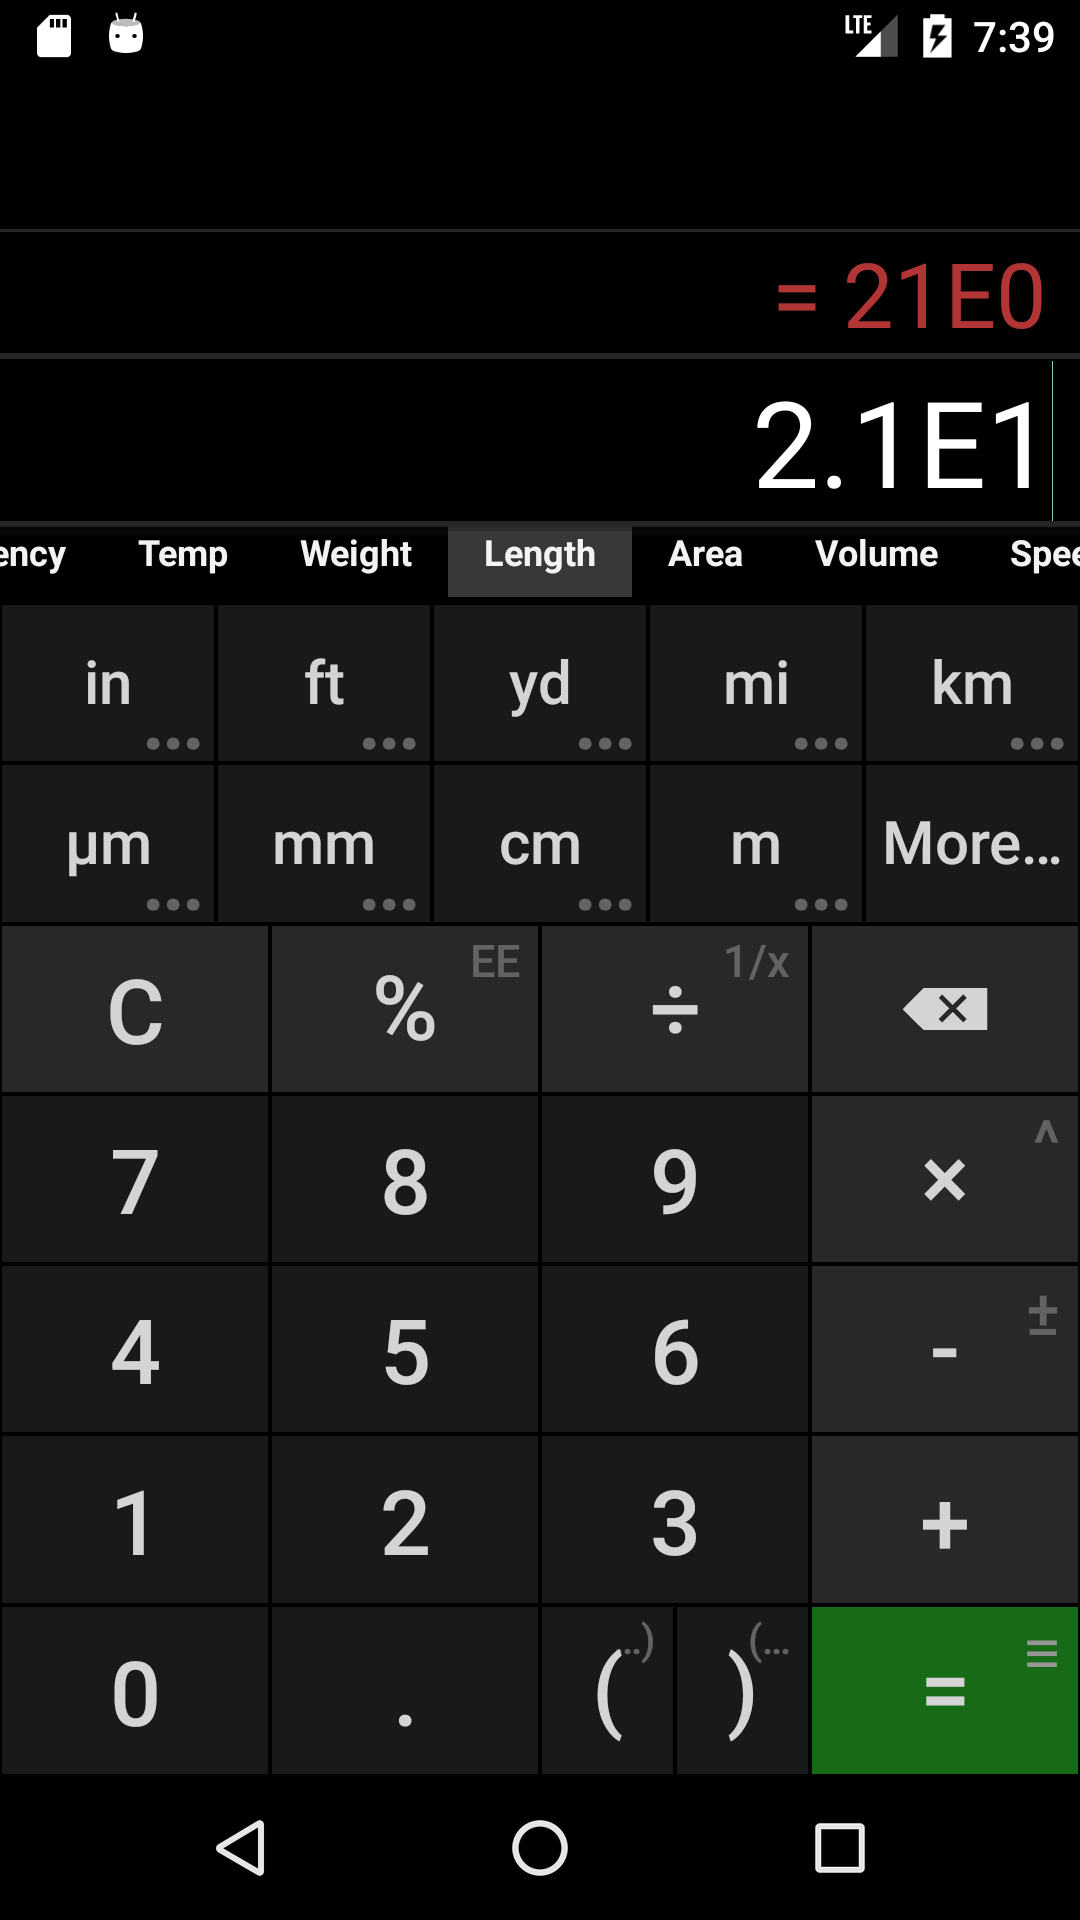 LTE 7:39
= 21E0
2.1E1
ency Temp Weight Length Area Volume Spee
in ft yd mi km
µm mm cm m More...
C % EE ÷ 1/x
7 8 9 × ^
4 5 6 - ±
1 2 3 +
0 . ( ..) ) (... =